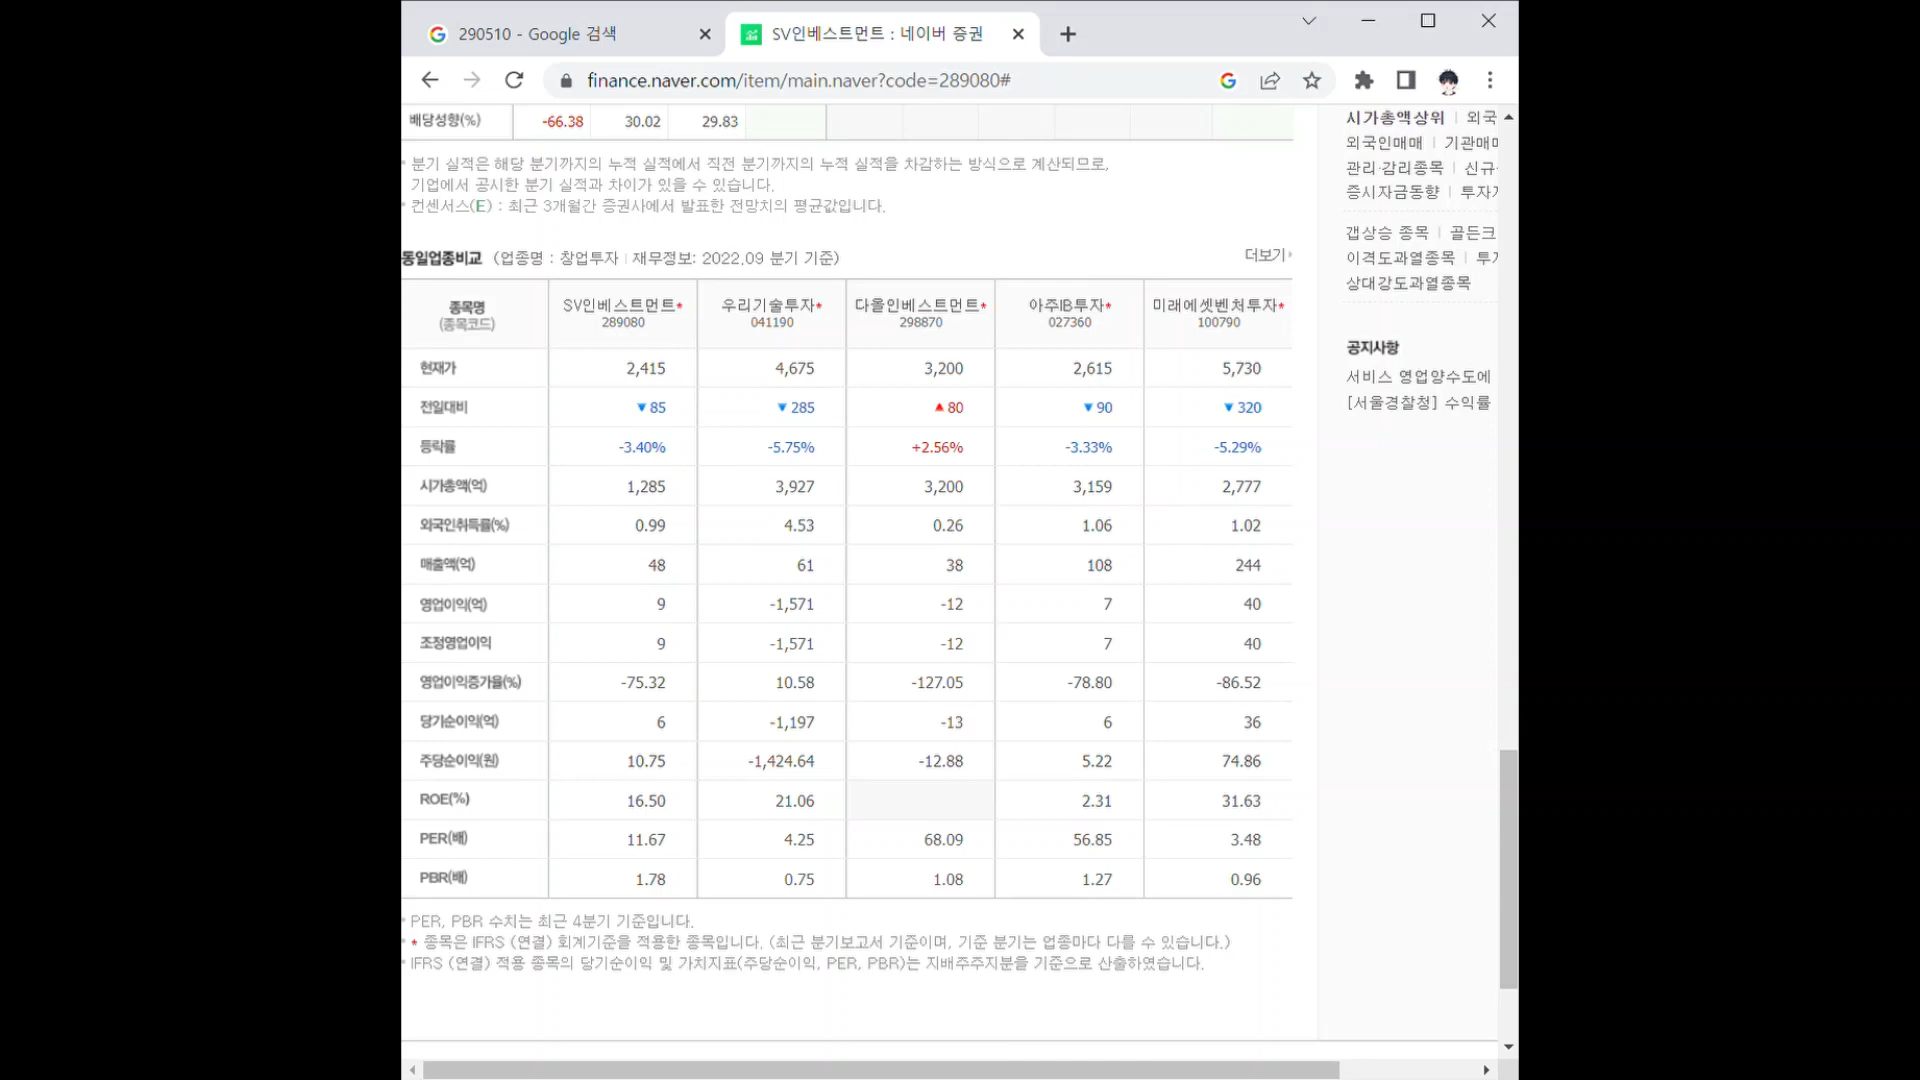 290510 - Google 검색
SV인베스트먼트 : 네이버 증권
finance.naver.com/item/main.naver?code=289080#
배당성향(%) -66.38 30.02 29.83
* 분기 실적은 해당 분기까지의 누적 실적에서 직전 분기까지의 누적 실적을 차감하는 방식으로 계산되므로,
기업에서 공시한 분기 실적과 차이가 있을 수 있습니다.
* 컨센서스(E) : 최근 3개월간 증권사에서 발표한 전망치의 평균값입니다.
동일업종비교 (업종명 : 창업투자 | 재무정보: 2022.09 분기 기준) 더보기
종목명 SV인베스트먼트* 우리기술투자* 다올인베스트먼트* 아주IB투자* 미래에셋벤처투자*
(종목코드) 289080 041190 298870 027360 100790
현재가 2,415 4,675 3,200 2,615 5,730
전일대비 ▼85 ▼285 ▲80 ▼90 ▼320
등락률 -3.40% -5.75% +2.56% -3.33% -5.29%
시가총액(억) 1,285 3,927 3,200 3,159 2,777
외국인취득률(%) 0.99 4.53 0.26 1.06 1.02
매출액(억) 48 61 38 108 244
영업이익(억) 9 -1,571 -12 7 40
조정영업이익 9 -1,571 -12 7 40
영업이익증가율(%) -75.32 10.58 -127.05 -78.80 -86.52
당기순이익(억) 6 -1,197 -13 6 36
주당순이익(원) 10.75 -1,424.64 -12.88 5.22 74.86
ROE(%) 16.50 21.06 2.31 31.63
PER(배) 11.67 4.25 68.09 56.85 3.48
PBR(배) 1.78 0.75 1.08 1.27 0.96
* PER, PBR 수치는 최근 4분기 기준입니다.
* * 종목은 IFRS (연결) 회계기준을 적용한 종목입니다. (최근 분기보고서 기준이며, 기준 분기는 업종마다 다를 수 있습니다.)
* IFRS (연결) 적용 종목의 당기순이익 및 가치지표(주당순이익, PER, PBR)는 지배주주지분을 기준으로 산출하였습니다.
시가총액상위 | 외국
외국인매매 | 기관매
관리·감리종목 | 신규
증시자금동향 | 투자
갭상승 종목 | 골든크
이격도과열종목 | 투
상대강도과열종목
공지사항
서비스 영업양수도에
[서울경찰청] 수익률